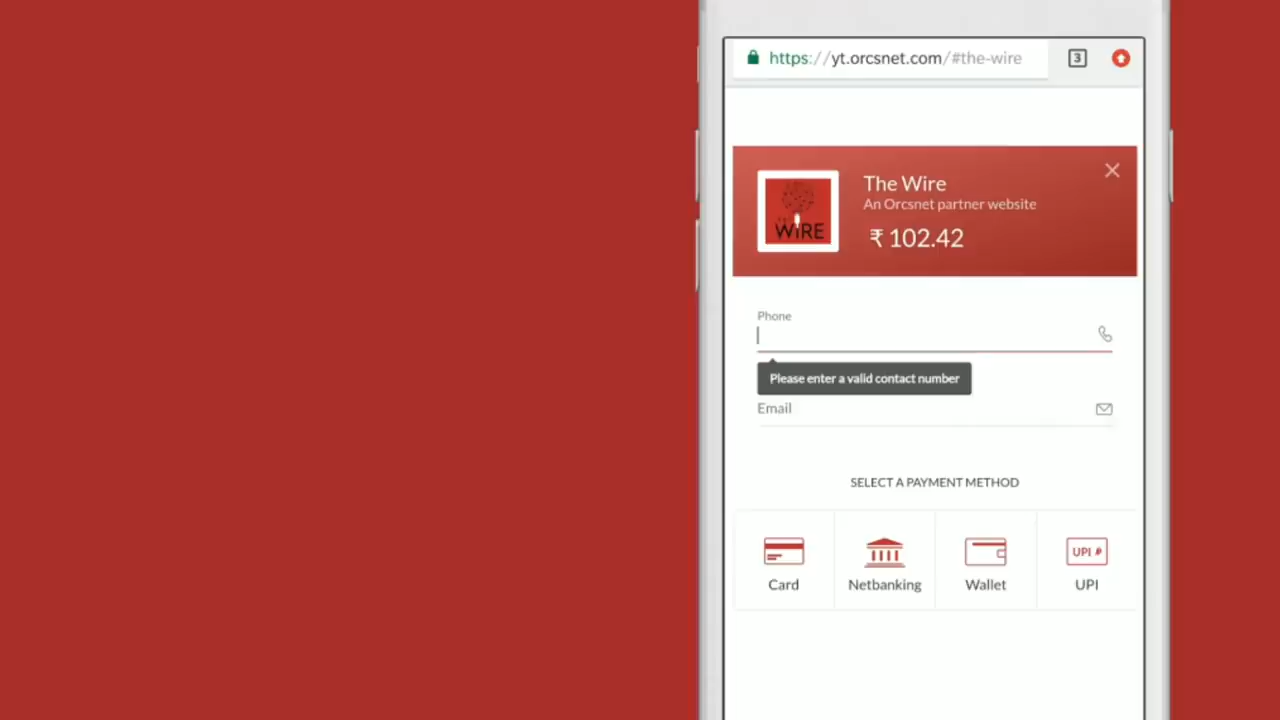 https://yt.orcsnet.com/#the-wire
3
The Wire
An Orcsnet partner website
₹ 102.42
WIRE
Phone
Please enter a valid contact number
Email
SELECT A PAYMENT METHOD
UPI
Card
Netbanking
Wallet
UPI